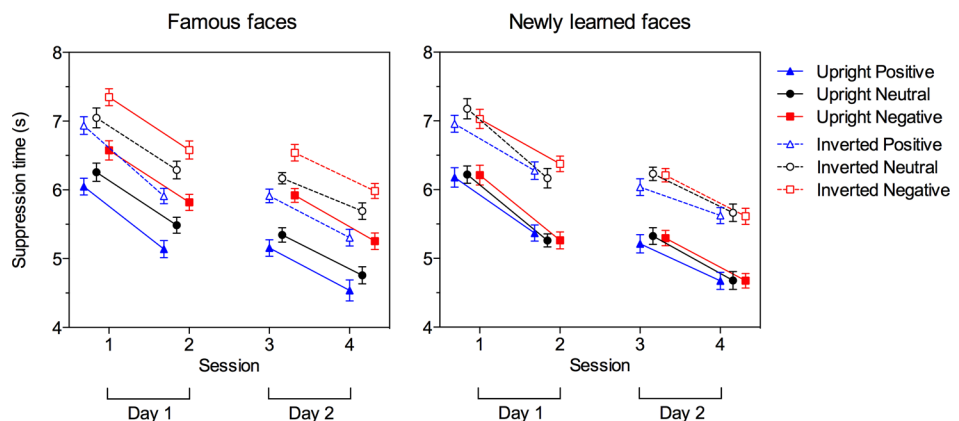 Famous faces
Newly learned faces
Suppression time (s)
8
7
6
5
4
1 2 3 4
Session
Day 1 Day 2
8
7
6
5
4
1 2 3 4
Session
Day 1 Day 2
Upright Positive
Upright Neutral
Upright Negative
Inverted Positive
Inverted Neutral
Inverted Negative